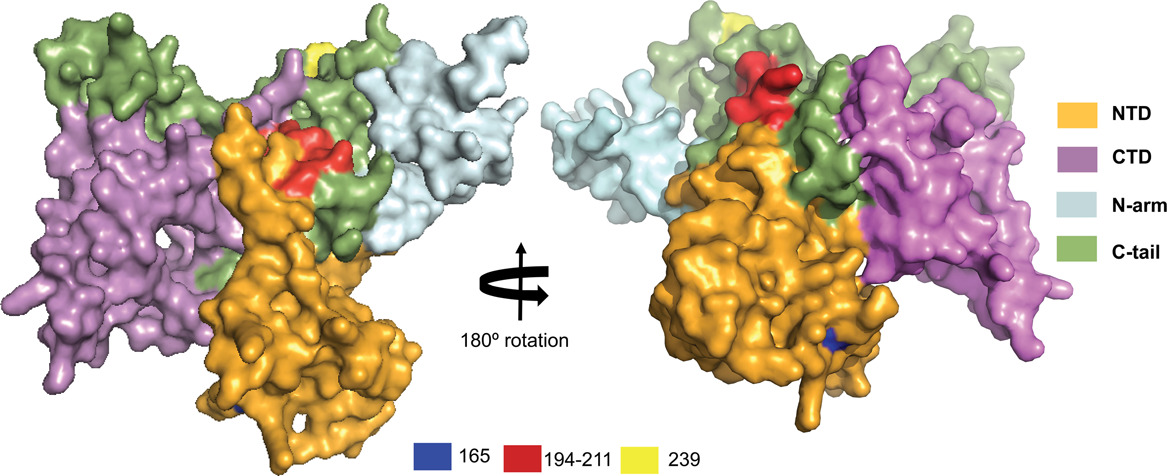 NTD
CTD
N-arm
C-tail
180º rotation
165
194-211
239